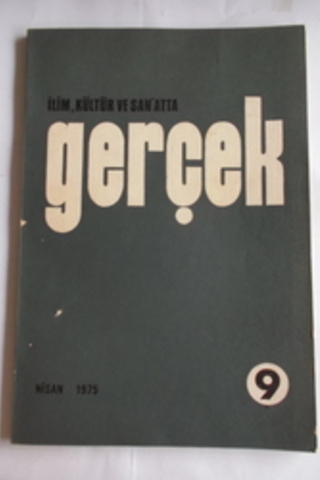 İLİM, KÜLTÜR VE SAN'ATTA
gerçek
NİSAN 1975
9